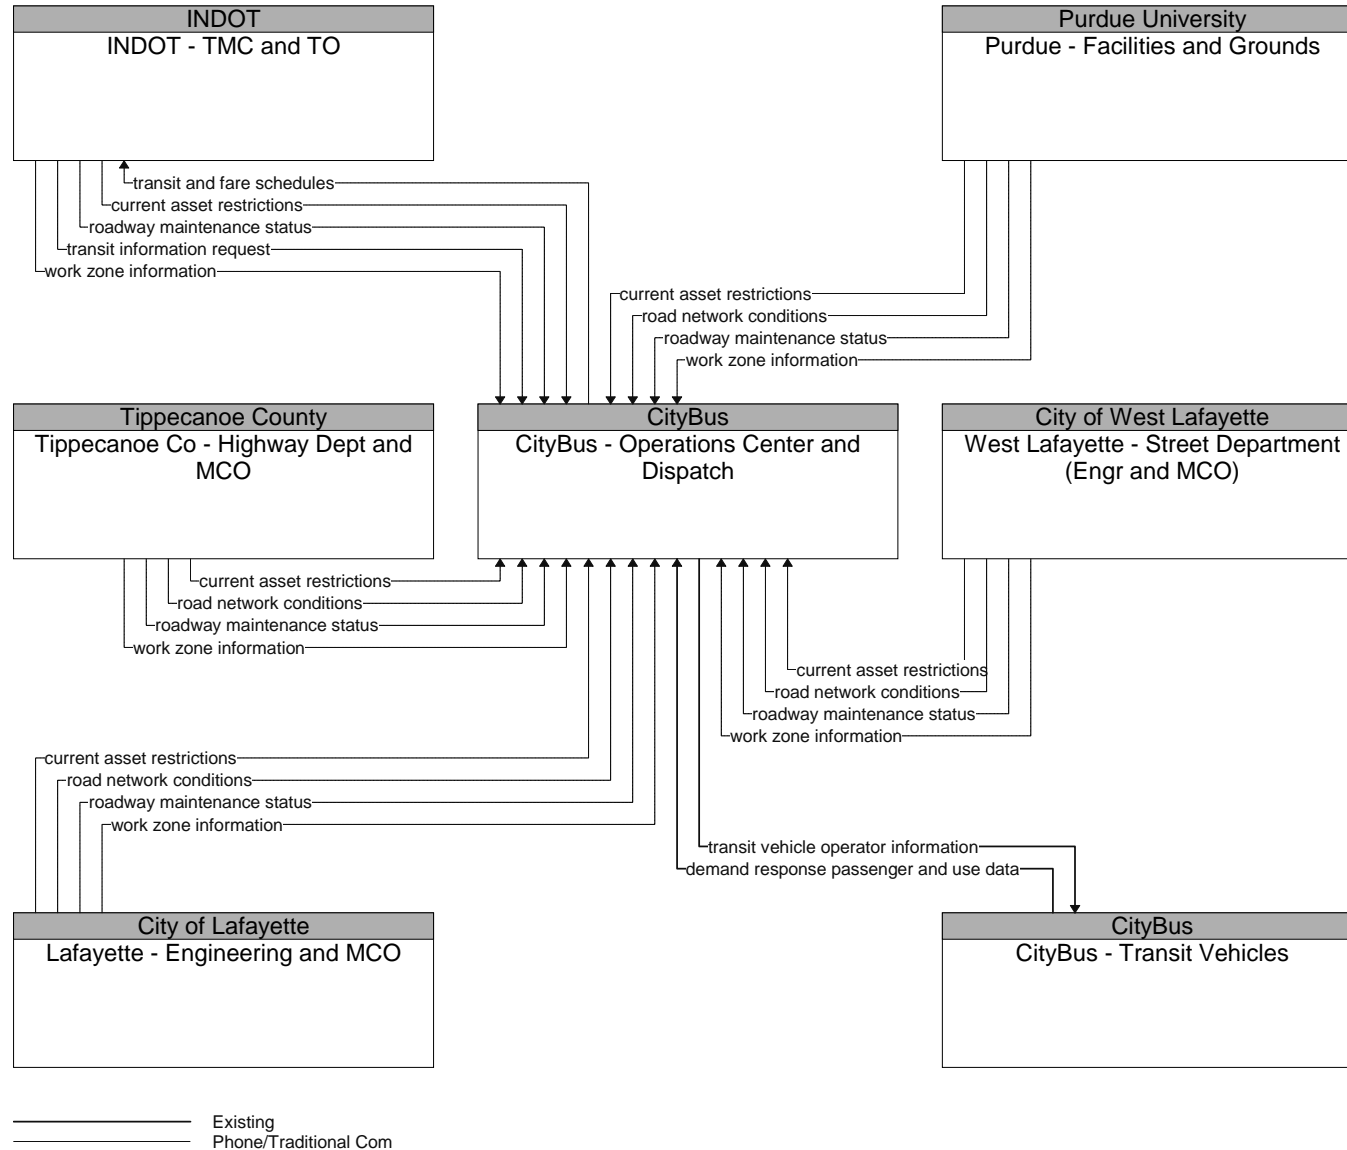 INDOT
INDOT - TMC and TO
Purdue University
Purdue - Facilities and Grounds
transit and fare schedules
current asset restrictions
roadway maintenance status
transit information request
work zone information
current asset restrictions
road network conditions
roadway maintenance status
work zone information
Tippecanoe County
Tippecanoe Co - Highway Dept and
MCO
CityBus
CityBus - Operations Center and
Dispatch
City of West Lafayette
West Lafayette - Street Department
(Engr and MCO)
current asset restrictions
road network conditions
roadway maintenance status
work zone information
current asset restrictions
road network conditions
roadway maintenance status
work zone information
current asset restrictions
road network conditions
roadway maintenance status
work zone information
transit vehicle operator information
demand response passenger and use data
City of Lafayette
Lafayette - Engineering and MCO
CityBus
CityBus - Transit Vehicles
Existing
Phone/Traditional Com